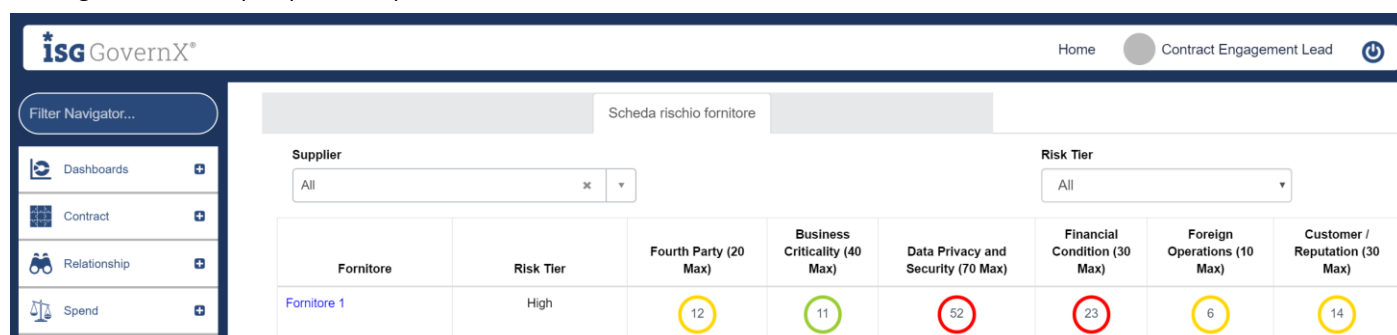 ISG GovernX®
Home
Contract Engagement Lead
Filter Navigator...
Scheda rischio fornitore
Dashboards
Contract
Relationship
Spend
Supplier
All
Risk Tier
All
Fornitore
Risk Tier
Fourth Party (20
Max)
Business
Criticality (40
Max)
Data Privacy and
Security (70 Max)
Financial
Condition (30
Max)
Foreign
Operations (10
Max)
Customer /
Reputation (30
Max)
Fornitore 1
High
12
11
52
23
6
14